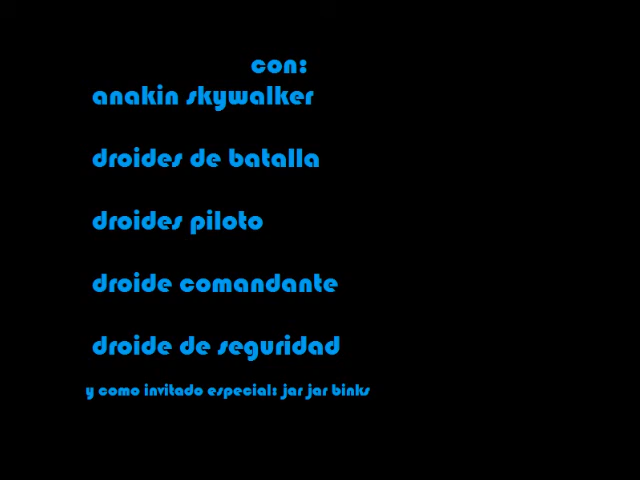 con:
anakin skywalker
droides de batalla
droides piloto
droide comandante
droide de seguridad
y como invitado especial: jar jar binks